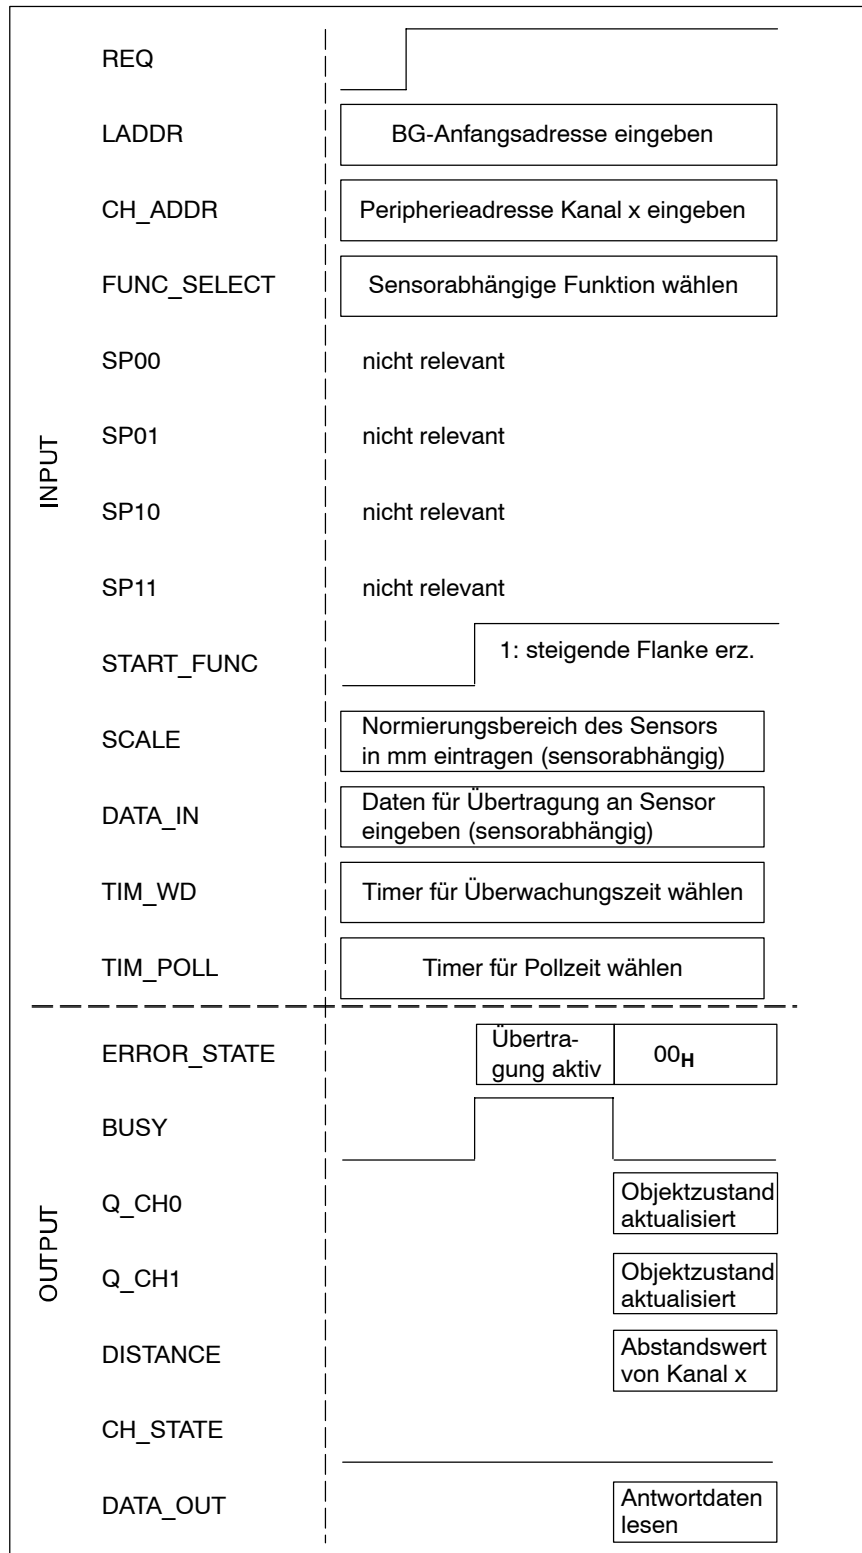 REQ
LADDR
BG-Anfangsadresse eingeben
CH_ADDR
Peripherieadresse Kanal x eingeben
FUNC_SELECT
Sensorabhängige Funktion wählen
SP00
nicht relevant
SP01
nicht relevant
INPUT
SP10
nicht relevant
SP11
nicht relevant
START_FUNC
1: steigende Flanke erz.
SCALE
Normierungsbereich des Sensors
in mm eintragen (sensorabhängig)
DATA_IN
Daten für Übertragung an Sensor
eingeben (sensorabhängig)
TIM_WD
Timer für Überwachungszeit wählen
TIM_POLL
Timer für Pollzeit wählen
ERROR_STATE
Übertra-
gung aktiv
00H
BUSY
Q_CH0
Objektzustand
aktualisiert
OUTPUT
Q_CH1
Objektzustand
aktualisiert
DISTANCE
Abstandswert
von Kanal x
CH_STATE
DATA_OUT
Antwortdaten
lesen